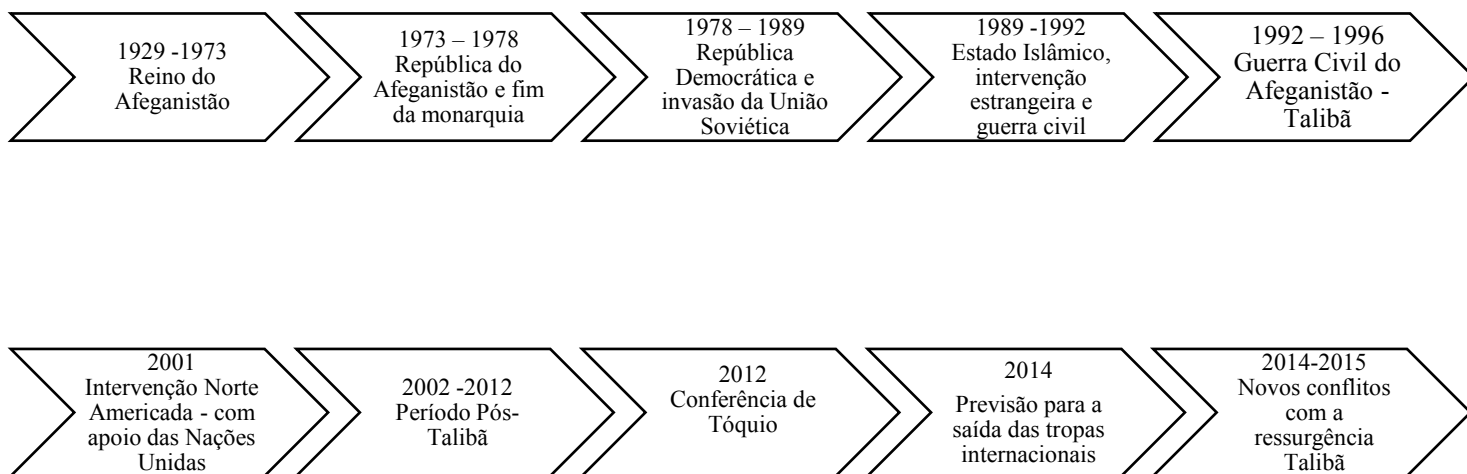 1929 -1973
Reino do
Afeganistão
1973 – 1978
República do
Afeganistão e fim
da monarquia
1978 – 1989
República
Democrática e
invasão da União
Soviética
1989 -1992
Estado Islâmico,
intervenção
estrangeira e
guerra civil
1992 – 1996
Guerra Civil do
Afeganistão -
Talibã
2001
Intervenção Norte
Americada - com
apoio das Nações
Unidas
2002 -2012
Período Pós-
Talibã
2012
Conferência de
Tóquio
2014
Previsão para a
saída das tropas
internacionais
2014-2015
Novos conflitos
com a
ressurgência
Talibã